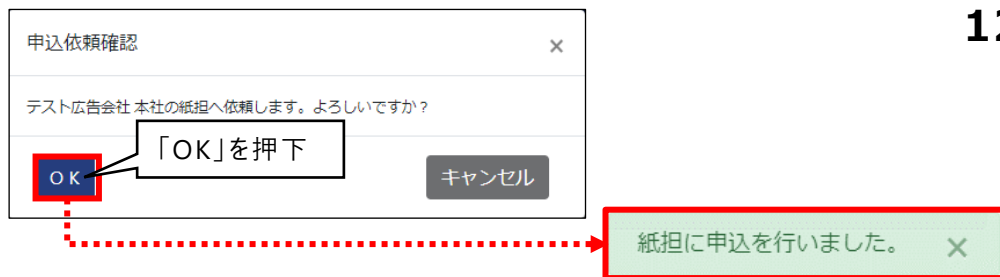 12
申込依頼確認
×
テスト広告会社 本社の紙担へ依頼します。よろしいですか？
「OK」を押下
OK
キャンセル
紙担に申込を行いました。
×